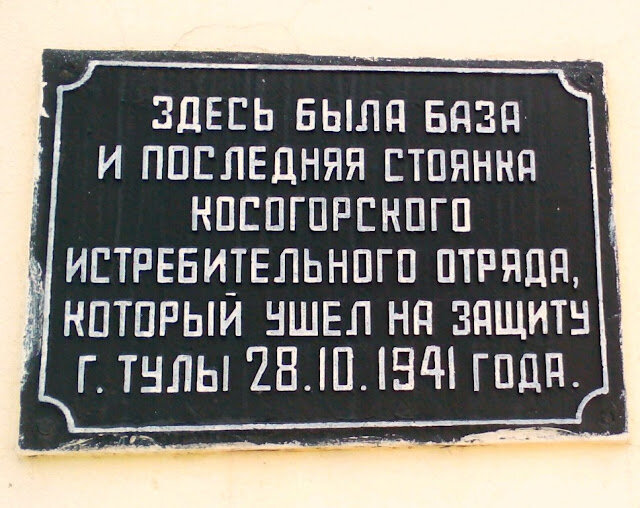 ЗДЕСЬ БЫЛА БАЗА
И ПОСЛЕДНЯЯ СТОЯНКА
КОСОГОРСКОГО
ИСТРЕБИТЕЛЬНОГО ОТРЯДА,
КОТОРЫЙ УШЕЛ НА ЗАЩИТУ
Г. ТУЛЫ 28.10.1941 ГОДА.